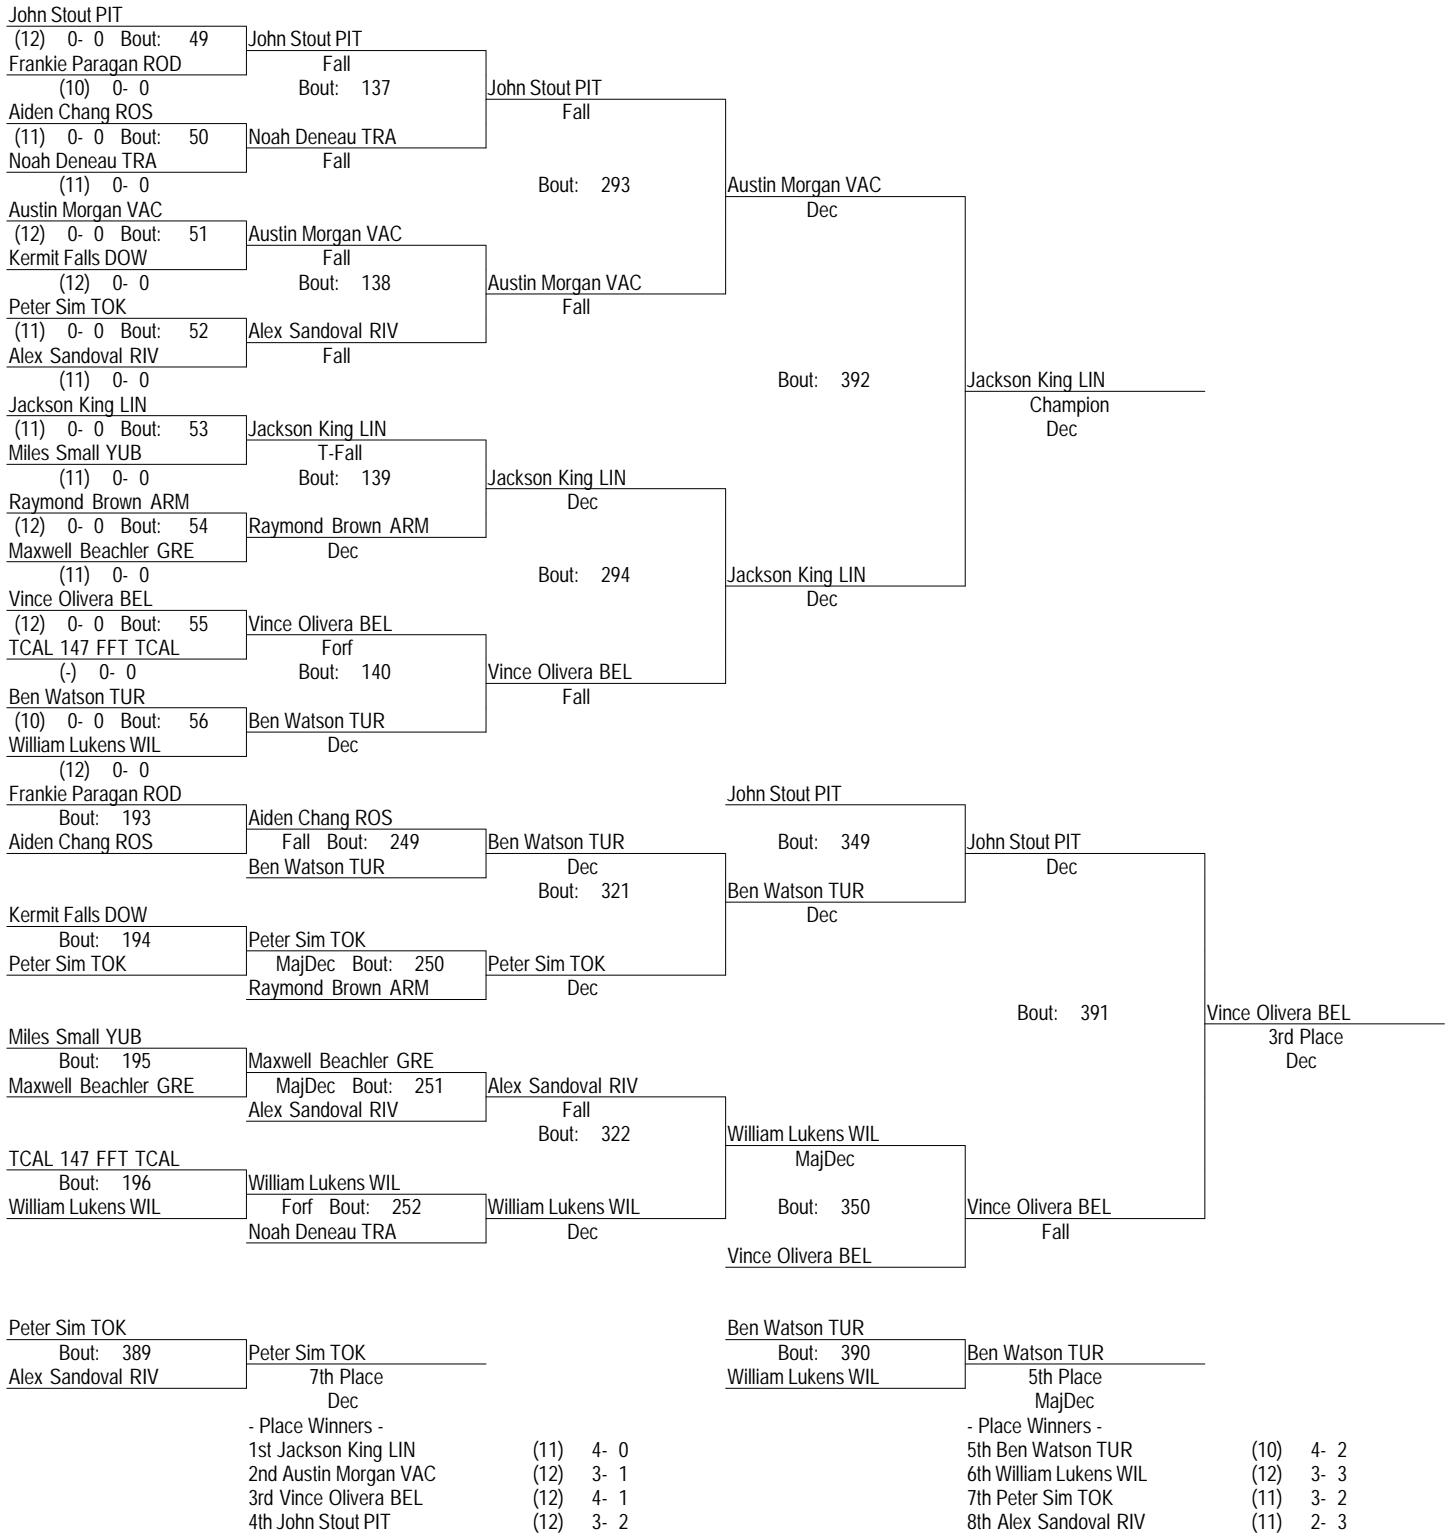 John Stout PIT
(12) 0- 0 Bout: 49 John Stout PIT
Frankie Paragan ROD Fall
(10) 0- 0 Bout: 137 John Stout PIT
Aiden Chang ROS Fall
(11) 0- 0 Bout: 50 Noah Deneau TRA
Noah Deneau TRA Fall
(11) 0- 0 Bout: 293 Austin Morgan VAC
Austin Morgan VAC Dec
(12) 0- 0 Bout: 51 Austin Morgan VAC
Kermit Falls DOW Fall
(12) 0- 0 Bout: 138 Austin Morgan VAC
Peter Sim TOK Fall
(11) 0- 0 Bout: 52 Alex Sandoval RIV
Alex Sandoval RIV Fall
(11) 0- 0 Bout: 392 Jackson King LIN
Jackson King LIN Champion
(11) 0- 0 Bout: 53 Jackson King LIN Dec
Miles Small YUB T-Fall
(11) 0- 0 Bout: 139 Jackson King LIN
Raymond Brown ARM Dec
(12) 0- 0 Bout: 54 Raymond Brown ARM
Maxwell Beachler GRE Dec
(11) 0- 0 Bout: 294 Jackson King LIN
Vince Olivera BEL Dec
(12) 0- 0 Bout: 55 Vince Olivera BEL
TCAL 147 FFT TCAL Forf
(-) 0- 0 Bout: 140 Vince Olivera BEL
Ben Watson TUR Fall
(10) 0- 0 Bout: 56 Ben Watson TUR
William Lukens WIL Dec
(12) 0- 0
Frankie Paragan ROD John Stout PIT
Bout: 193 Aiden Chang ROS
Aiden Chang ROS Fall Bout: 249 Ben Watson TUR Bout: 349 John Stout PIT
Ben Watson TUR Dec Dec
Bout: 321 Ben Watson TUR
Kermit Falls DOW Dec
Bout: 194 Peter Sim TOK
Peter Sim TOK MajDec Bout: 250 Peter Sim TOK
Raymond Brown ARM Dec
Bout: 391 Vince Olivera BEL
Miles Small YUB 3rd Place
Bout: 195 Maxwell Beachler GRE Dec
Maxwell Beachler GRE MajDec Bout: 251 Alex Sandoval RIV
Alex Sandoval RIV Fall
Bout: 322 William Lukens WIL
TCAL 147 FFT TCAL MajDec
Bout: 196 William Lukens WIL
William Lukens WIL Forf Bout: 252 William Lukens WIL Bout: 350 Vince Olivera BEL
Noah Deneau TRA Dec Fall
Vince Olivera BEL
Peter Sim TOK Ben Watson TUR
Bout: 389 Peter Sim TOK Bout: 390 Ben Watson TUR
Alex Sandoval RIV 7th Place William Lukens WIL 5th Place
Dec MajDec
- Place Winners - - Place Winners -
1st Jackson King LIN (11) 4- 0 5th Ben Watson TUR (10) 4- 2
2nd Austin Morgan VAC (12) 3- 1 6th William Lukens WIL (12) 3- 3
3rd Vince Olivera BEL (12) 4- 1 7th Peter Sim TOK (11) 3- 2
4th John Stout PIT (12) 3- 2 8th Alex Sandoval RIV (11) 2- 3